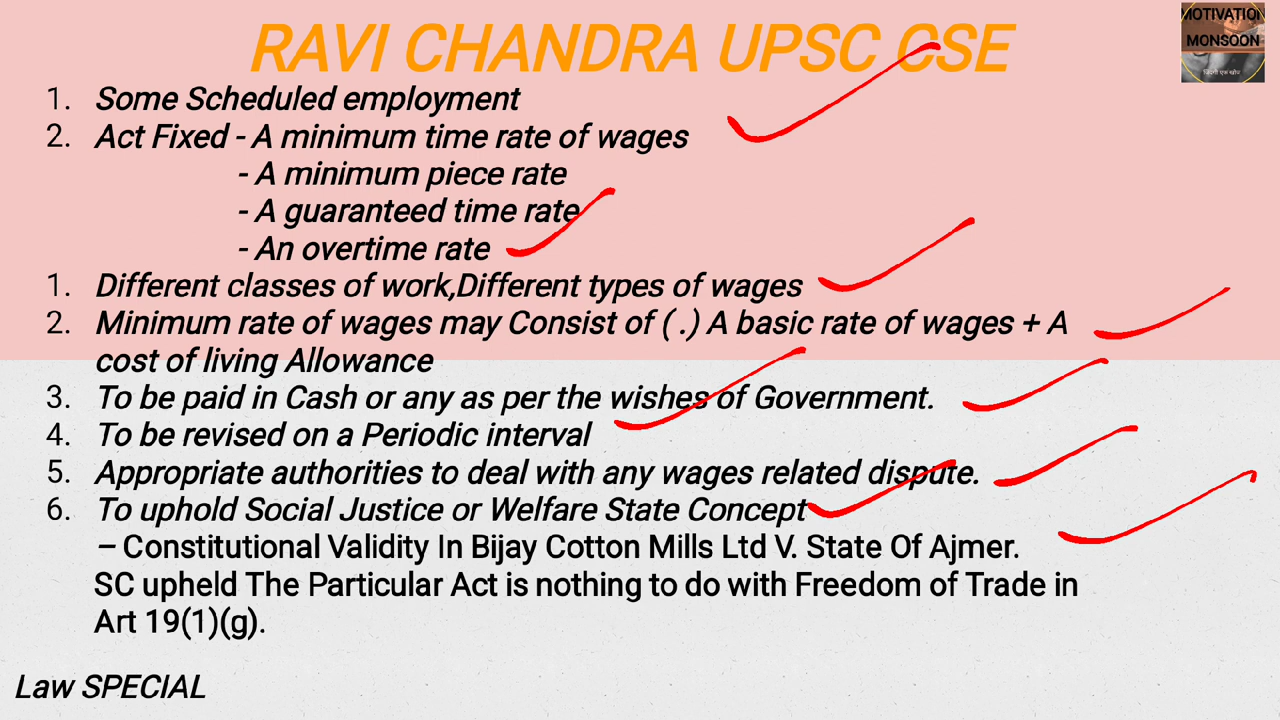 RAVI CHANDRA UPSC CSE
MOTIVATION
MONSOON
जिंदगी एक खोज
1. Some Scheduled employment
2. Act Fixed - A minimum time rate of wages
- A minimum piece rate
- A guaranteed time rate
- An overtime rate
1. Different classes of work,Different types of wages
2. Minimum rate of wages may Consist of ( .) A basic rate of wages + A
cost of living Allowance
3. To be paid in Cash or any as per the wishes of Government.
4. To be revised on a Periodic interval
5. Appropriate authorities to deal with any wages related dispute.
6. To uphold Social Justice or Welfare State Concept
– Constitutional Validity In Bijay Cotton Mills Ltd V. State Of Ajmer.
SC upheld The Particular Act is nothing to do with Freedom of Trade in
Art 19(1)(g).
Law SPECIAL